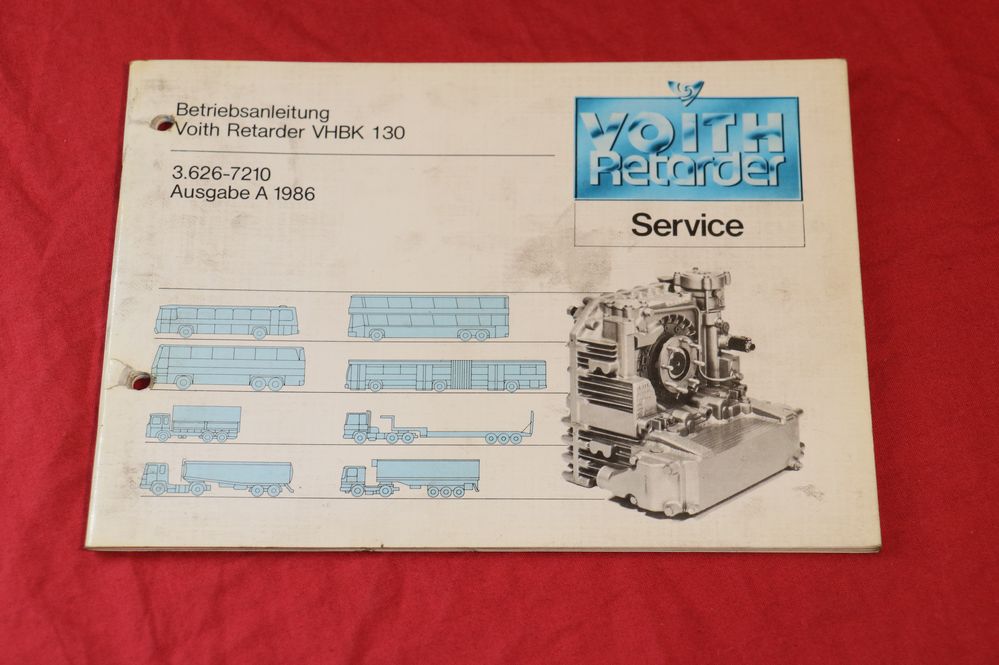 Betriebsanleitung
Voith Retarder VHBK 130
3.626-7210
Ausgabe A 1986
VOITH
Retarder
Service